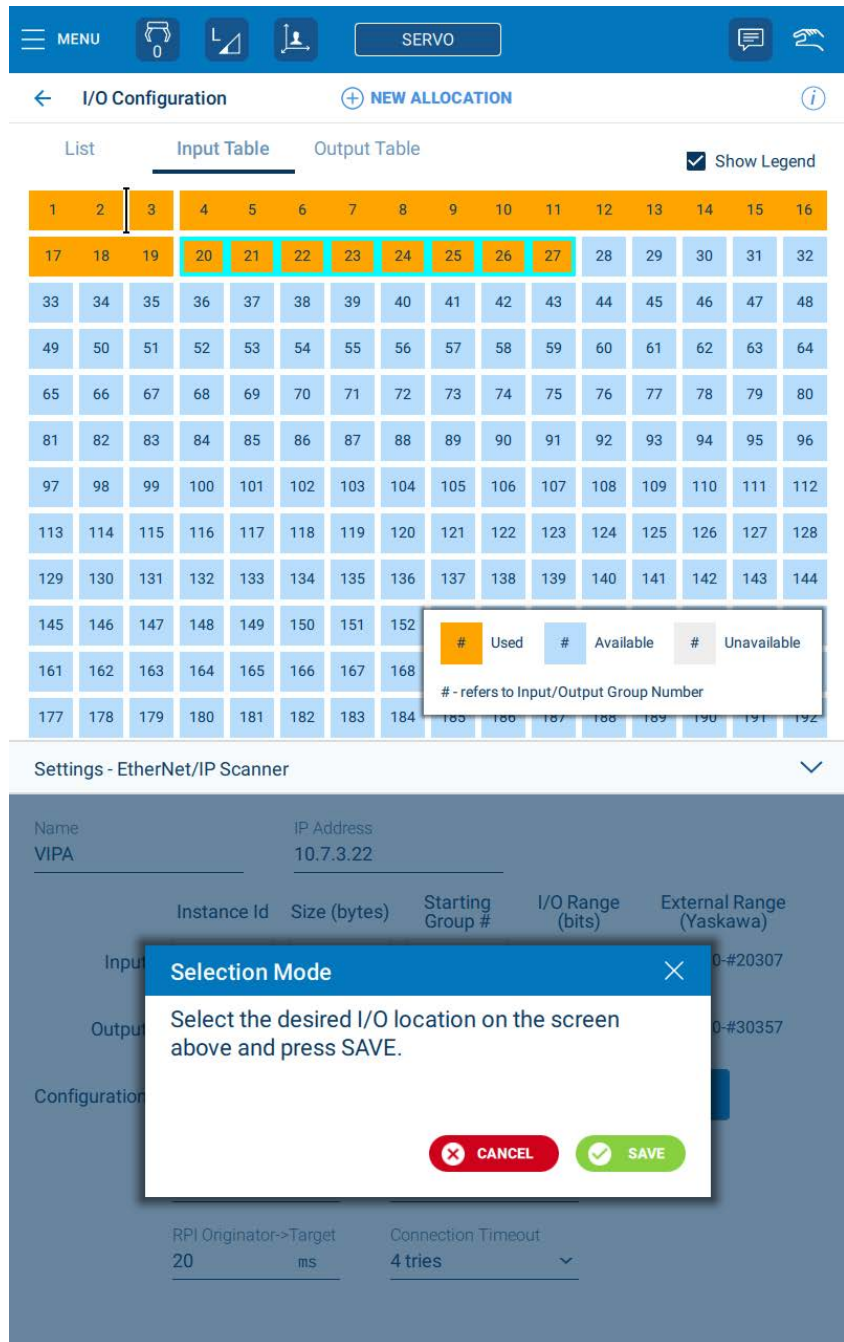 MENU 0 L SERVO
I/O Configuration NEW ALLOCATION i
List Input Table Output Table Show Legend
1 2 3 4 5 6 7 8 9 10 11 12 13 14 15 16
17 18 19 20 21 22 23 24 25 26 27 28 29 30 31 32
33 34 35 36 37 38 39 40 41 42 43 44 45 46 47 48
49 50 51 52 53 54 55 56 57 58 59 60 61 62 63 64
65 66 67 68 69 70 71 72 73 74 75 76 77 78 79 80
81 82 83 84 85 86 87 88 89 90 91 92 93 94 95 96
97 98 99 100 101 102 103 104 105 106 107 108 109 110 111 112
113 114 115 116 117 118 119 120 121 122 123 124 125 126 127 128
129 130 131 132 133 134 135 136 137 138 139 140 141 142 143 144
145 146 147 148 149 150 151 152
# Used # Available # Unavailable
161 162 163 164 165 166 167 168
# - refers to Input/Output Group Number
177 178 179 180 181 182 183 184 185 186 187 188 189 190 191 192
Settings - EtherNet/IP Scanner
Name IP Address
VIPA 10.7.3.22
Instance Id Size (bytes) Starting Group # I/O Range (bits) External Range (Yaskawa)
Input 0-#20307
Selection Mode
Select the desired I/O location on the screen
above and press SAVE.
Output 0-#30357
Configuration
CANCEL SAVE
RPI Originator->Target Connection Timeout
20 ms 4 tries